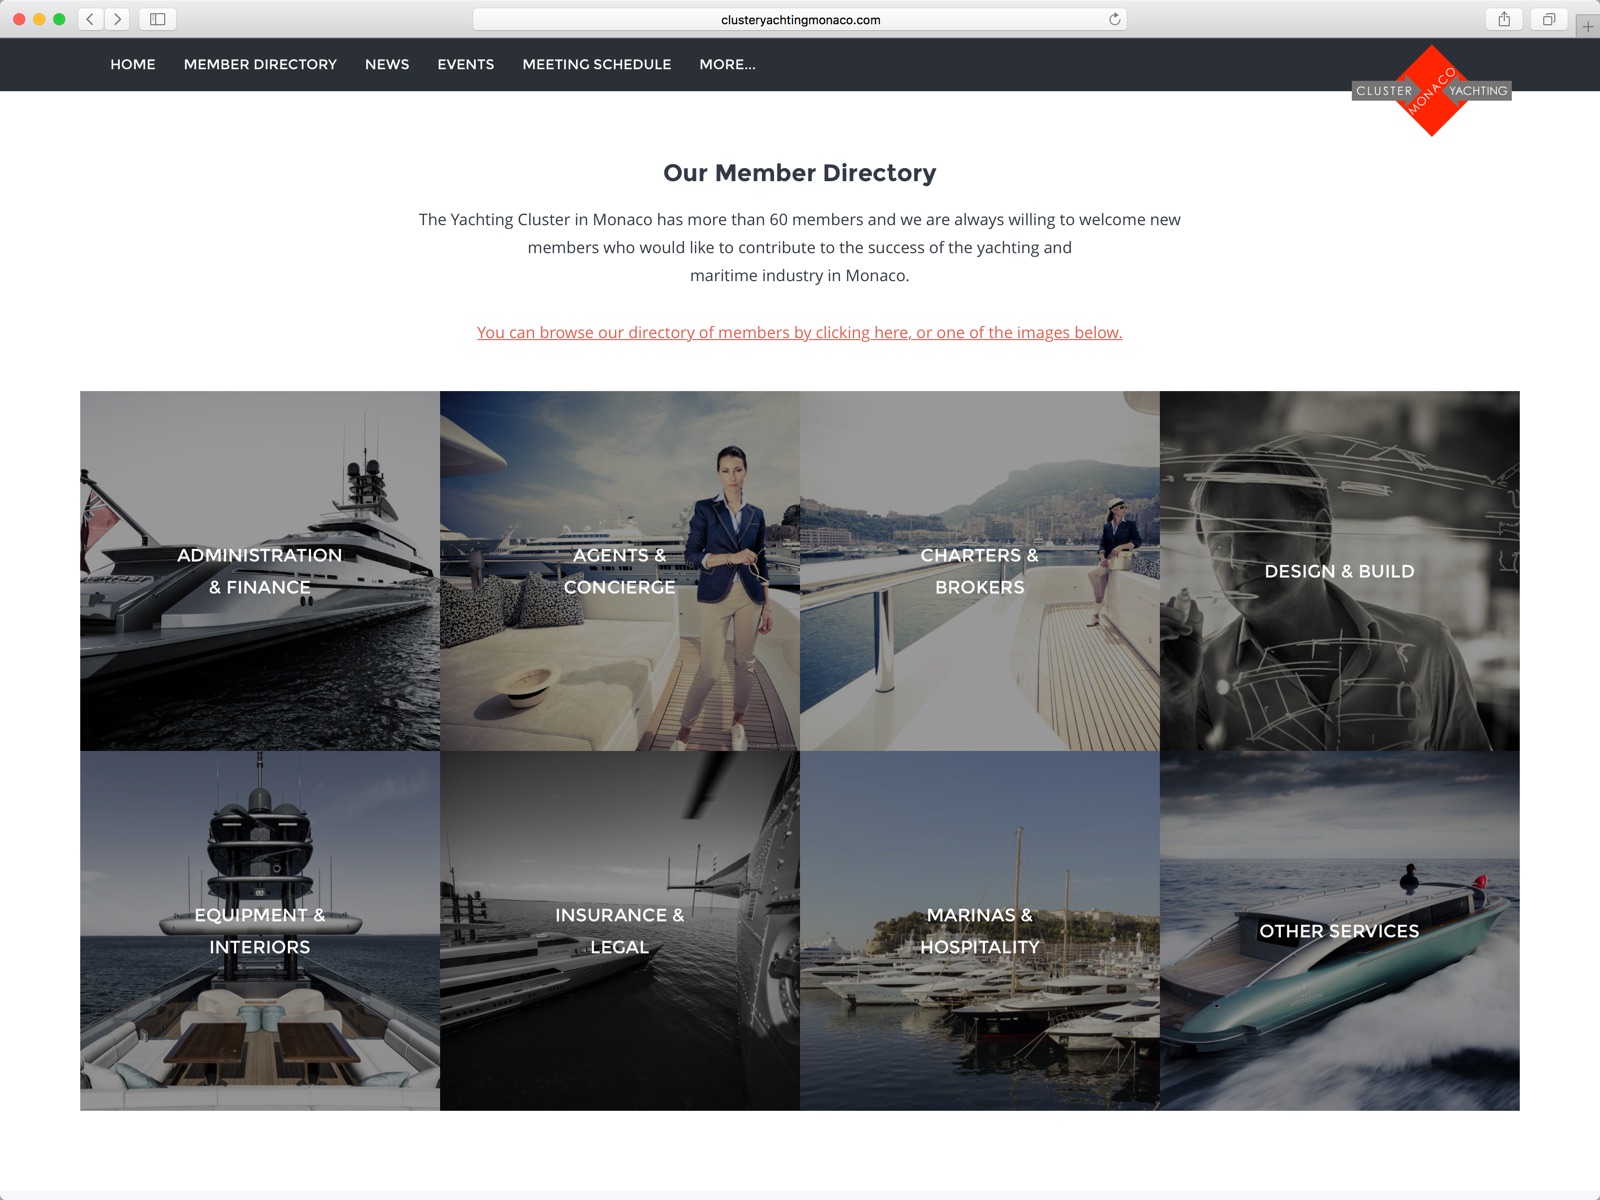 clusteryachtingmonaco.com
HOME MEMBER DIRECTORY NEWS EVENTS MEETING SCHEDULE MORE...
CLUSTER MONACO YACHTING
Our Member Directory
The Yachting Cluster in Monaco has more than 60 members and we are always willing to welcome new
members who would like to contribute to the success of the yachting and
maritime industry in Monaco.
You can browse our directory of members by clicking here, or one of the images below.
ADMINISTRATION
& FINANCE
AGENTS &
CONCIERGE
CHARTERS &
BROKERS
DESIGN & BUILD
EQUIPMENT &
INTERIORS
INSURANCE &
LEGAL
MARINAS &
HOSPITALITY
OTHER SERVICES